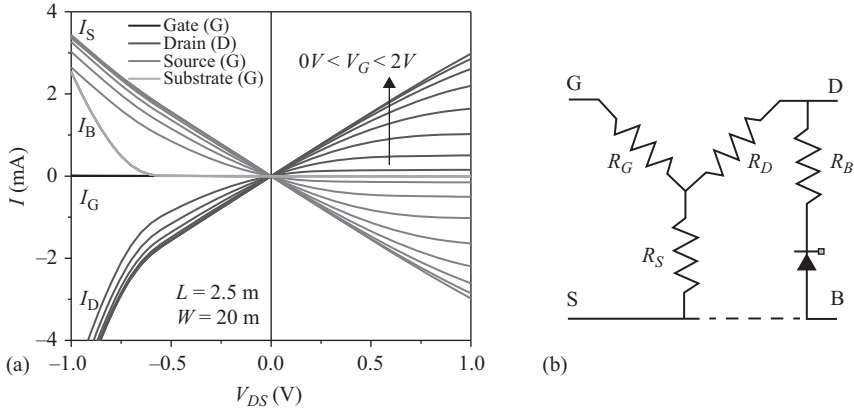 4
2
0
–2
–4
I (mA)
I_S
I_B
I_G
I_D
Gate (G)
Drain (D)
Source (G)
Substrate (G)
0V < V_G < 2V
L = 2.5 m
W = 20 m
–1.0 –0.5 0.0 0.5 1.0
V_DS (V)
(a)
G
D
R_G
R_D
R_B
R_S
S
B
(b)